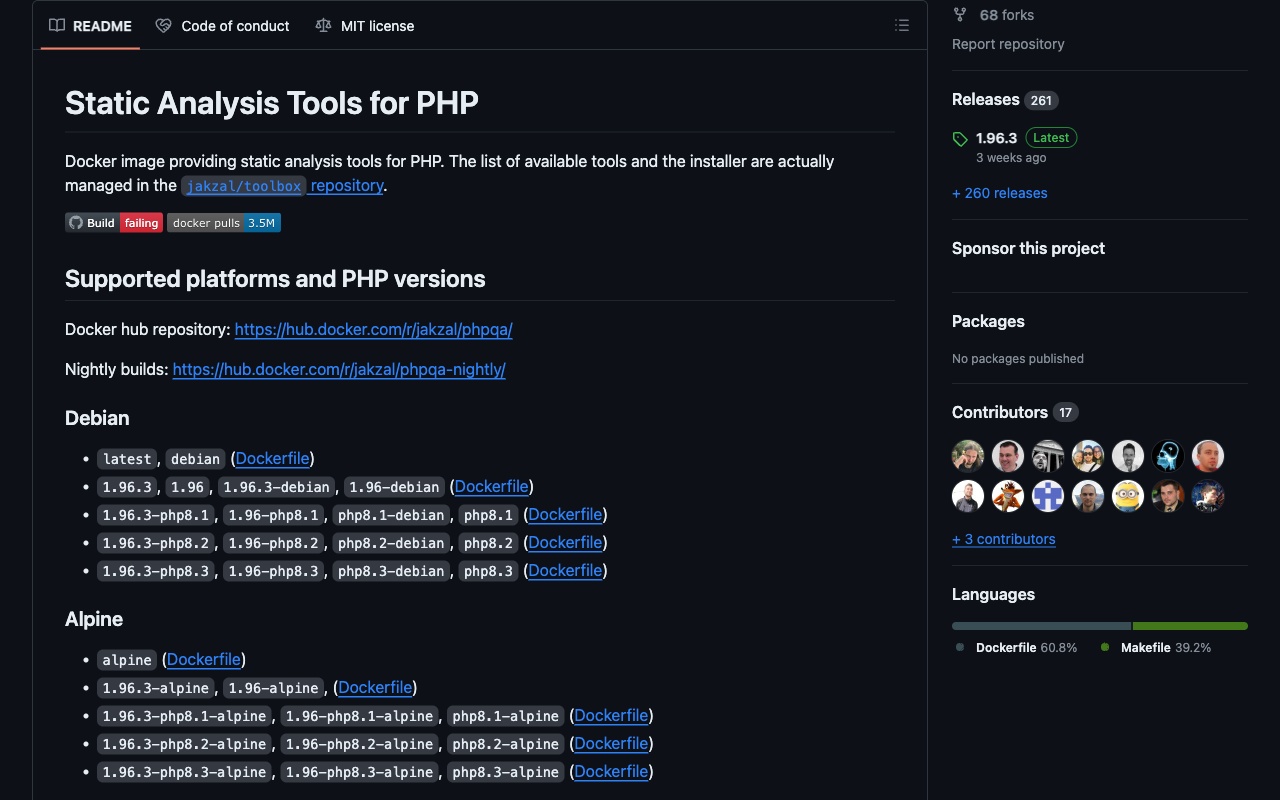 README
Code of conduct
MIT license
Static Analysis Tools for PHP
Docker image providing static analysis tools for PHP. The list of available tools and the installer are actually
managed in the jakzal/toolbox repository.
Build failing docker pulls 3.5M
Supported platforms and PHP versions
Docker hub repository: https://hub.docker.com/r/jakzal/phpqa/
Nightly builds: https://hub.docker.com/r/jakzal/phpqa-nightly/
Debian
• latest, debian (Dockerfile)
• 1.96.3, 1.96, 1.96.3-debian, 1.96-debian (Dockerfile)
• 1.96.3-php8.1, 1.96-php8.1, php8.1-debian, php8.1 (Dockerfile)
• 1.96.3-php8.2, 1.96-php8.2, php8.2-debian, php8.2 (Dockerfile)
• 1.96.3-php8.3, 1.96-php8.3, php8.3-debian, php8.3 (Dockerfile)
Alpine
• alpine (Dockerfile)
• 1.96.3-alpine, 1.96-alpine, (Dockerfile)
• 1.96.3-php8.1-alpine, 1.96-php8.1-alpine, php8.1-alpine (Dockerfile)
• 1.96.3-php8.2-alpine, 1.96-php8.2-alpine, php8.2-alpine (Dockerfile)
• 1.96.3-php8.3-alpine, 1.96-php8.3-alpine, php8.3-alpine (Dockerfile)
68 forks
Report repository
Releases 261
1.96.3 Latest
3 weeks ago
+ 260 releases
Sponsor this project
Packages
No packages published
Contributors 17
+ 3 contributors
Languages
Dockerfile 60.8% Makefile 39.2%